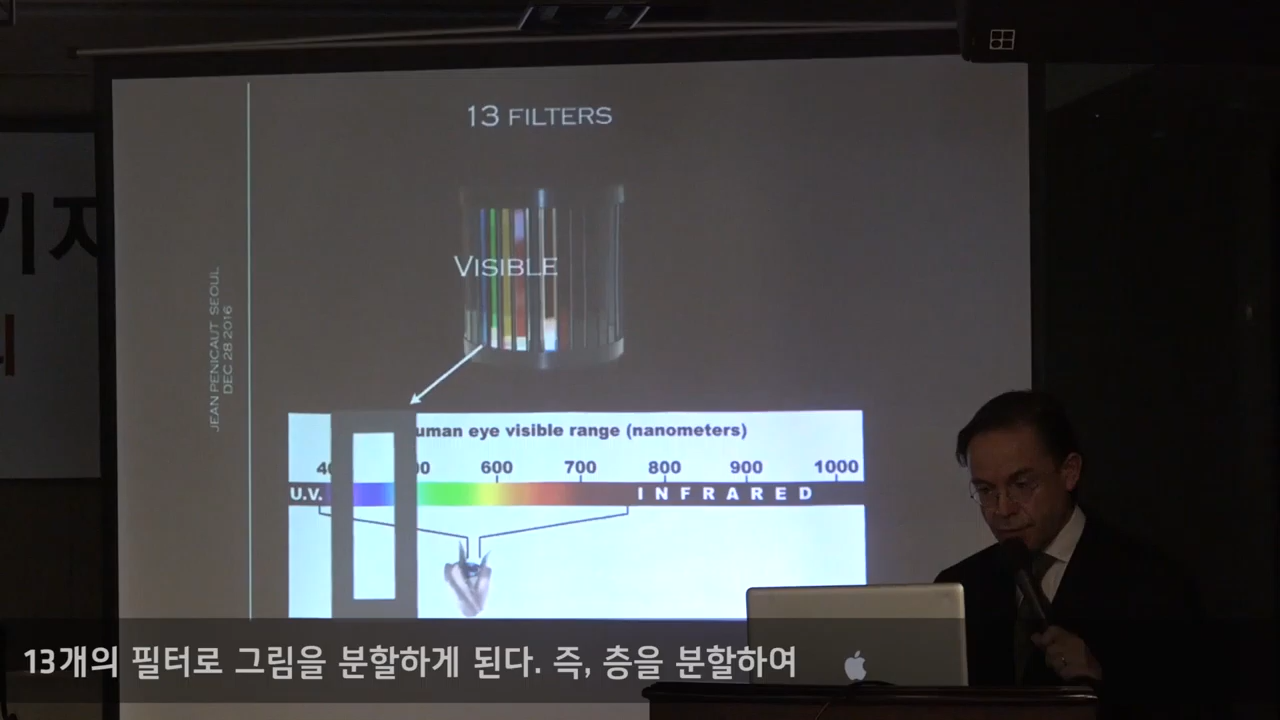 13 FILTERS
VISIBLE
JEAN PENICAUT SEOUL
DEC 28 2016
uman eye visible range (nanometers)
600 700 800 900 1000
U.V. INFRARED
13개의 필터로 그림을 분할하게 된다. 즉, 층을 분할하여